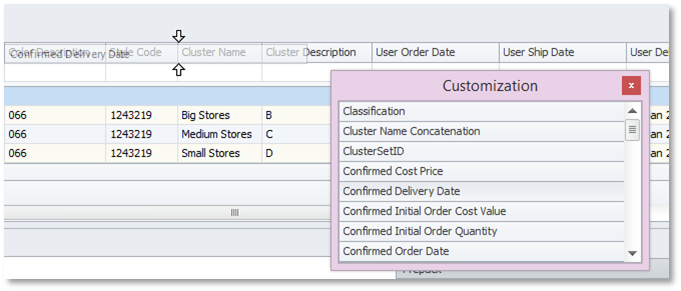 Color Description Style Code Cluster Name Cluster Description User Order Date User Ship Date User Del
Confirmed Delivery Date
Customization
x
Classification
066 1243219 Big Stores B
Cluster Name Concatenation
066 1243219 Medium Stores C an 2
ClusterSetID
066 1243219 Small Stores D an 2
Confirmed Cost Price
Confirmed Delivery Date
Confirmed Initial Order Cost Value
Confirmed Initial Order Quantity
Confirmed Order Date
Prepack